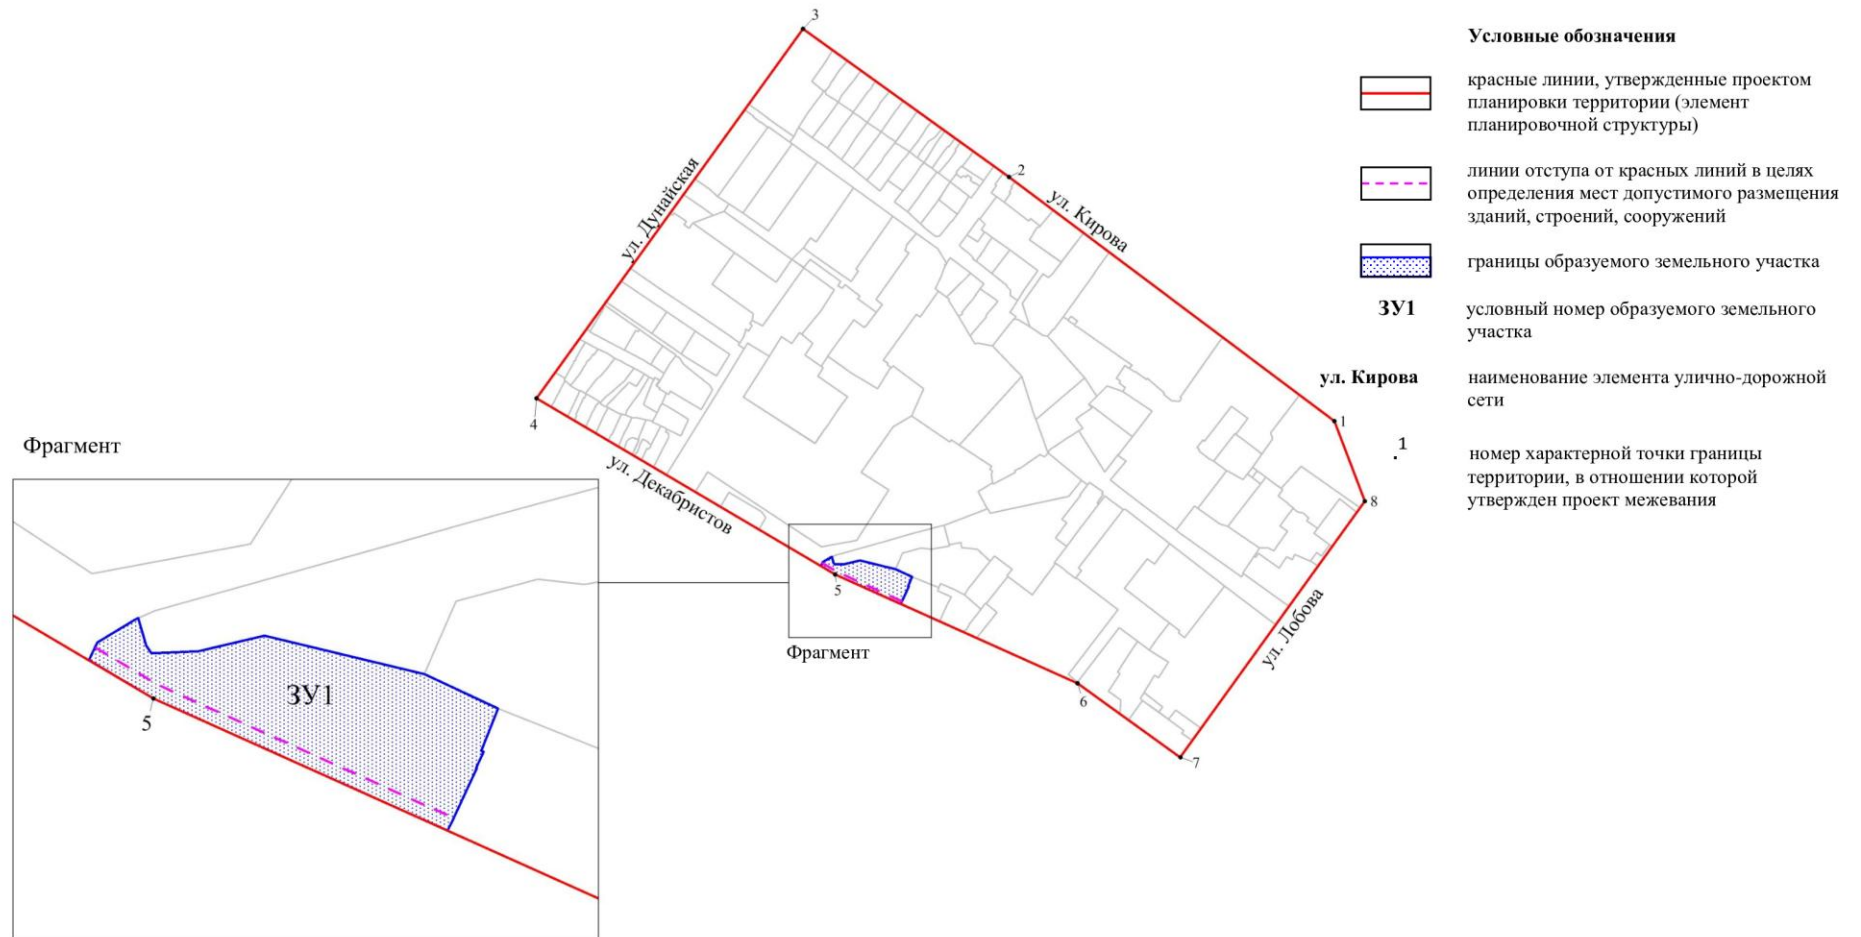 3
2
ул. Кирова
ул. Дунайская
1
8
4
ул. Декабристов
5
Фрагмент
6
7
ул. Лобова
Фрагмент
ЗУ1
5
Условные обозначения
красные линии, утвержденные проектом
планировки территории (элемент
планировочной структуры)
линии отступа от красных линий в целях
определения мест допустимого размещения
зданий, строений, сооружений
границы образуемого земельного участка
ЗУ1
условный номер образуемого земельного
участка
ул. Кирова
наименование элемента улично-дорожной
сети
1
номер характерной точки границы
территории, в отношении которой
утвержден проект межевания